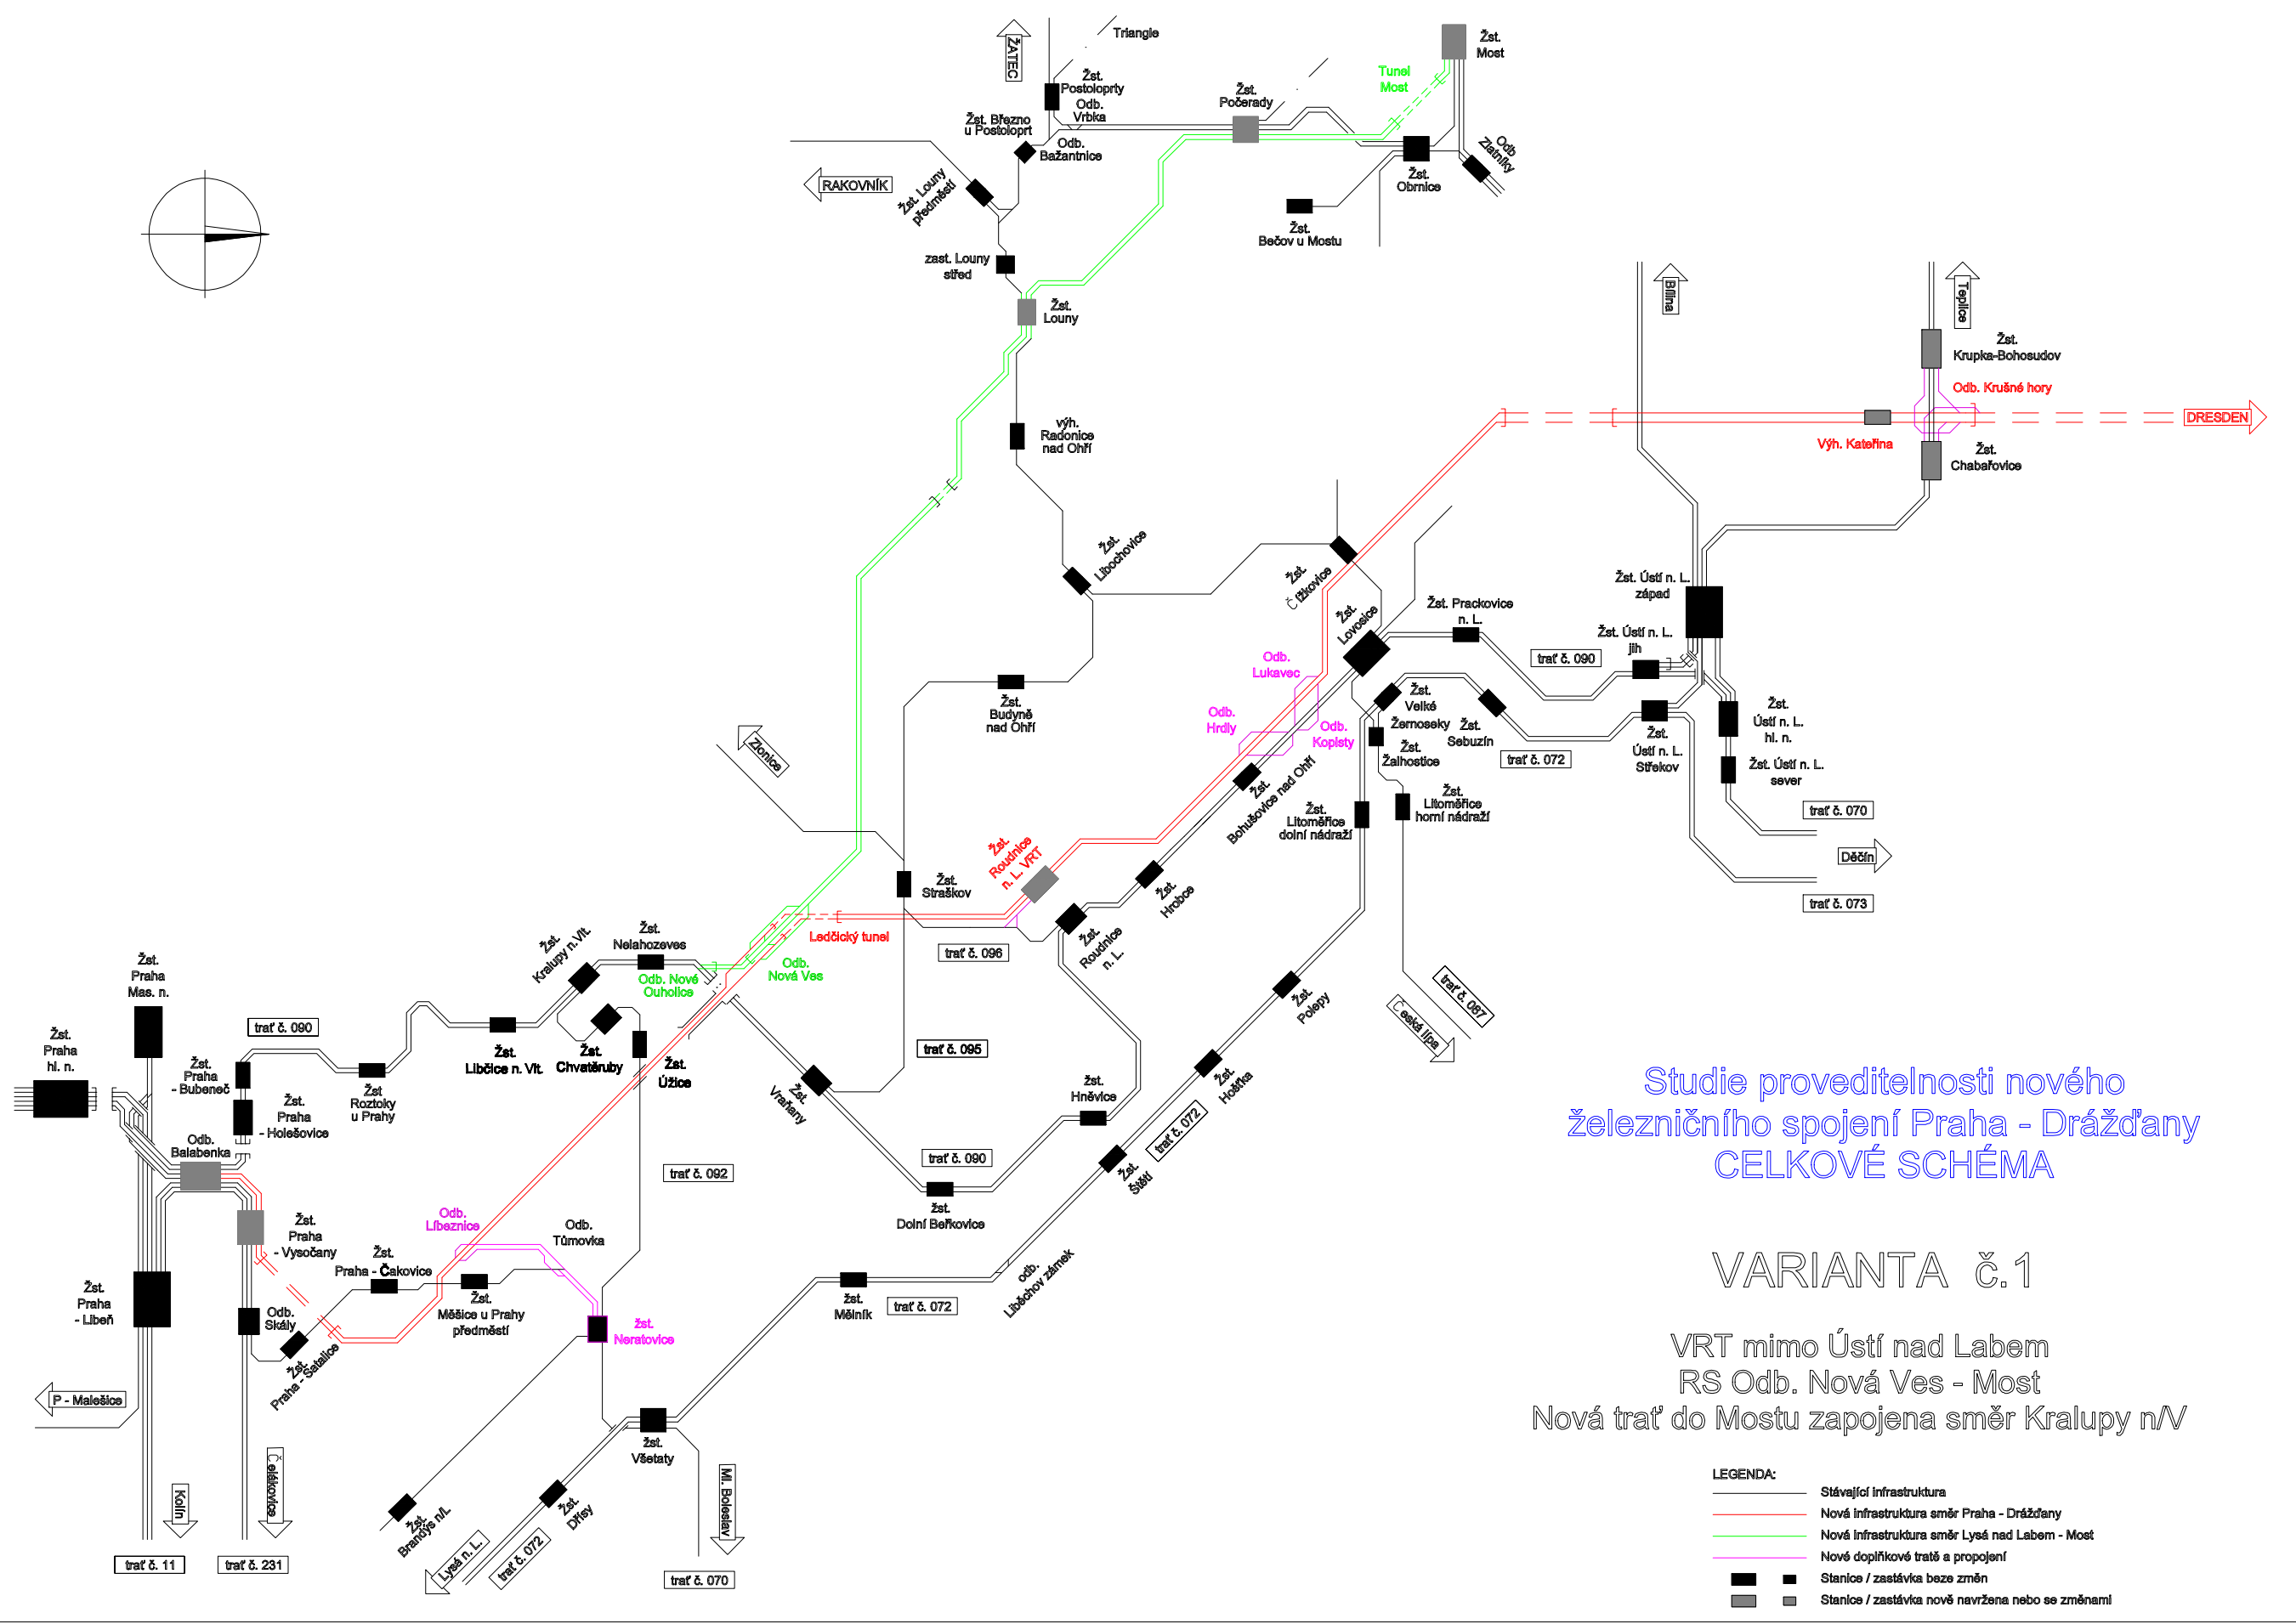 ŽATEC
Triangle
Žst.
Postoloprty
Odb.
Vrbka
Žst. Březno
u Postoloprt
Odb.
Bažantnice
Žst.
Počerady
Tunel
Most
Žst.
Most
Odb
Zlatníky
Žst.
Obrnice
Žst.
Bečov u Mostu
RAKOVNÍK
Žst. Louny
předměstí
zast. Louny
střed
Žst.
Louny
Bílina
Teplice
Žst.
Krupka-Bohosudov
Odb. Krušné hory
DRESDEN
Výh. Kateřina
Žst.
Chabařovice
výh.
Radonice
nad Ohří
Žst.
Libochovice
Žst.
Čížkovice
Žst.
Lovosice
Žst. Prackovice
n. L.
Žst. Ústí n. L.
západ
Žst. Ústí n. L.
jih
trať č. 090
Odb.
Lukavec
Žst.
Velké
Žernoseky
Žst.
Sebuzín
trať č. 072
Žst.
Ústí n. L.
Střekov
Žst.
Ústí n. L.
hl. n.
Žst. Ústí n. L.
sever
trať č. 070
Děčín
trať č. 073
Žst.
Budyně
nad Ohří
Odb.
Hrdly
Odb.
Kopisty
Žst.
Žalhostice
Žst.
Bohušovice nad Ohří
Žst.
Litoměřice
dolní nádraží
Žst.
Litoměřice
horní nádraží
Zlonice
Žst.
Straškov
Žst.
Roudnice
n. L. VRT
Žst.
Hrobce
Ledčický tunel
trať č. 096
Žst.
Roudnice
n. L.
Žst.
Kralupy n.Vlt.
Žst.
Nelahozeves
Odb. Nové
Ouholice
Odb.
Nová Ves
Žst.
Polepy
trať č. 087
Česká lípa
Žst.
Praha
Mas. n.
Žst.
Praha
hl. n.
trať č. 090
Žst.
Praha
- Bubeneč
Žst.
Praha
- Holešovice
Žst
Roztoky
u Prahy
Žst.
Libčice n. Vlt.
Žst.
Chvatěruby
Žst.
Úžice
Žst.
Vraňany
trať č. 095
žst.
Hněvice
Žst.
Hoštka
trať č. 072
Žst.
Štětí
Odb.
Balabenka
trať č. 092
trať č. 090
žst.
Dolní Beřkovice
Studie proveditelnosti nového
železničního spojení Praha - Drážďany
CELKOVÉ SCHÉMA
Žst.
Praha
- Vysočany
Odb.
Líbeznice
Odb.
Tůmovka
Žst.
Praha - Čakovice
Žst.
Měšice u Prahy
předměstí
odb.
Liběchov zámek
žst.
Mělník
trať č. 072
žst.
Neratovice
Žst.
Praha
- Libeň
Odb.
Skály
Žst.
Praha - Satalice
P - Malešice
VARIANTA č.1
VRT mimo Ústí nad Labem
RS Odb. Nová Ves - Most
Nová trať do Mostu zapojena směr Kralupy n/V
žst.
Všetaty
Kolín
Čelákovice
Žst.
Brandýs n/L
Lysá n. L.
trať č. 072
Žst.
Dřísy
Ml. Boleslav
trať č. 11
trať č. 231
trať č. 070
LEGENDA:
Stávající infrastruktura
Nová infrastruktura směr Praha - Drážďany
Nová infrastruktura směr Lysá nad Labem - Most
Nové doplňkové tratě a propojení
Stanice / zastávka beze změn
Stanice / zastávka nově navržena nebo se změnami